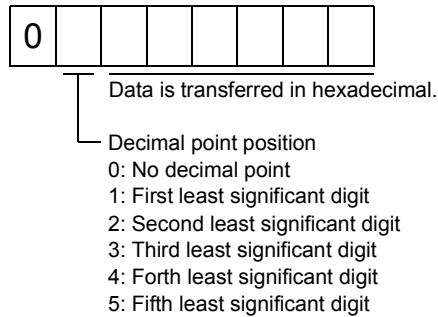 0
Data is transferred in hexadecimal.
Decimal point position
0: No decimal point
1: First least significant digit
2: Second least significant digit
3: Third least significant digit
4: Forth least significant digit
5: Fifth least significant digit